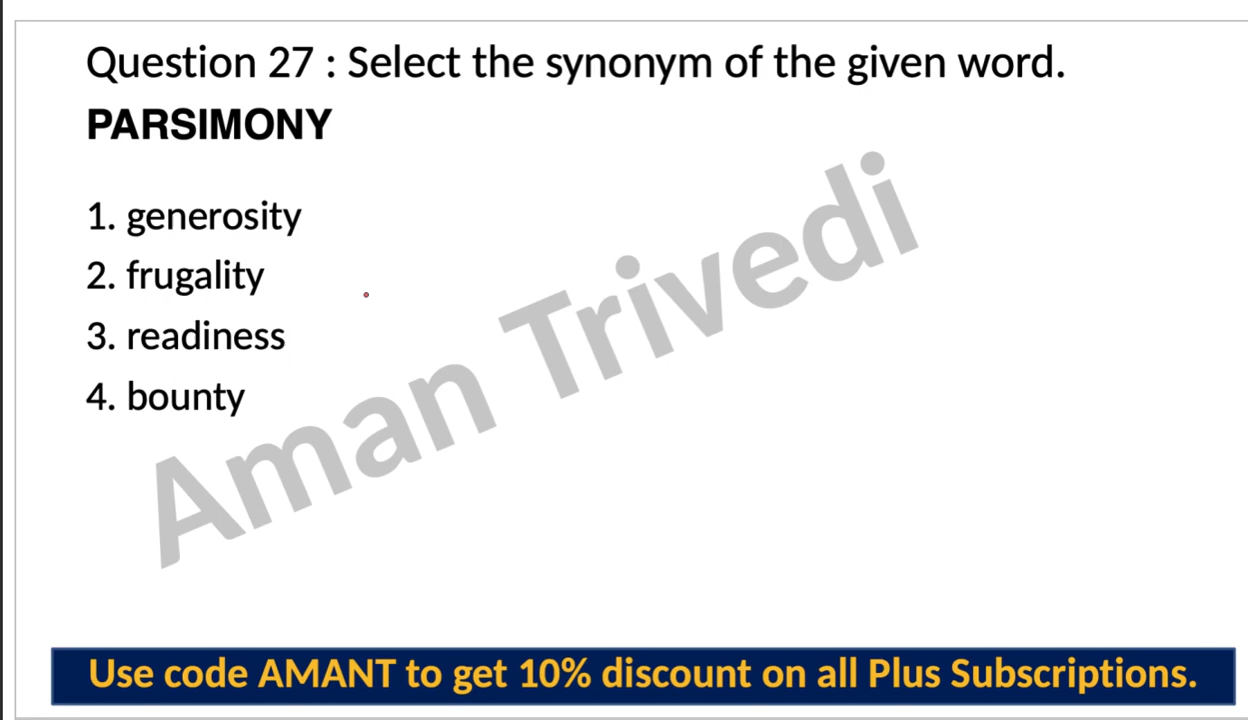 Question 27 : Select the synonym of the given word.
PARSIMONY
1. generosity
2. frugality
3. readiness
4. bounty
Aman Trivedi
Use code AMANT to get 10% discount on all Plus Subscriptions.